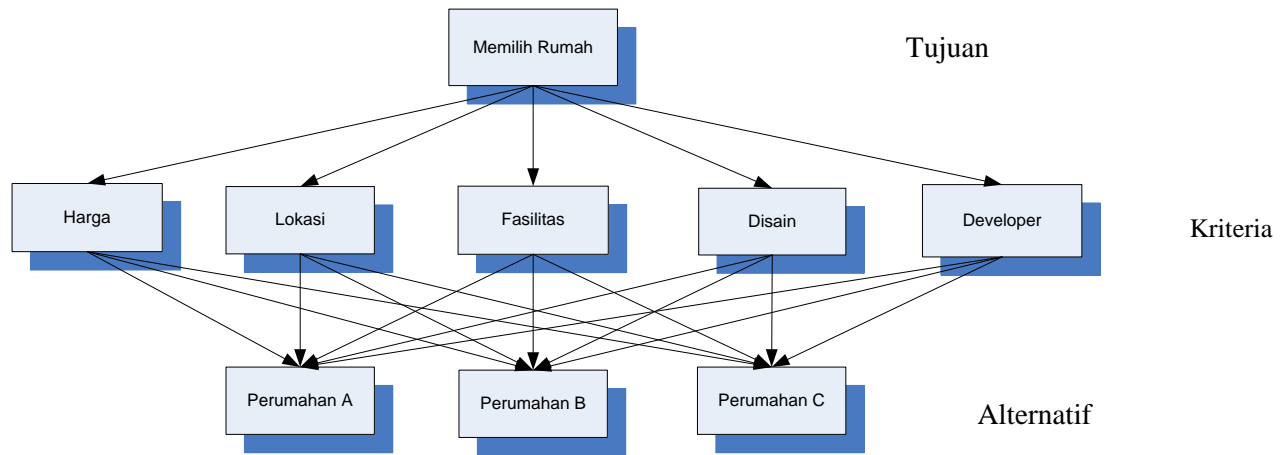 Memilih Rumah
Tujuan
Harga
Lokasi
Fasilitas
Disain
Developer
Kriteria
Perumahan A
Perumahan B
Perumahan C
Alternatif